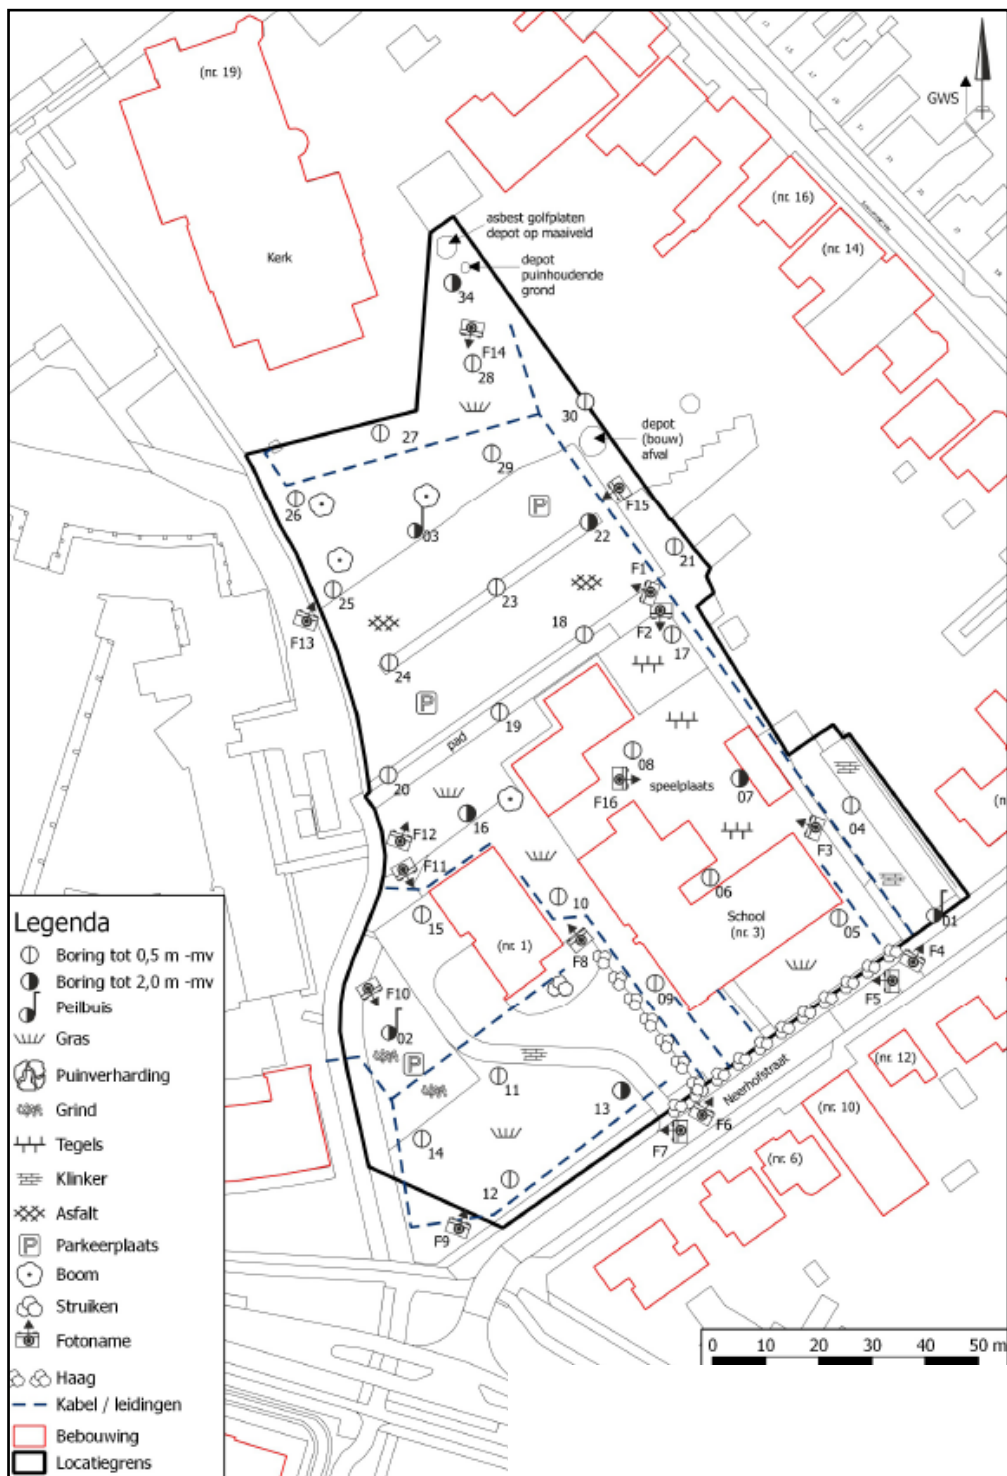 (nr. 19)
Kerk
GWS
(nr. 16)
(nr. 14)
asbest golfplaten
depot op maaiveld
depot
puinhoudende
grond
34
F14
28
30
27
depot
(bouw)
afval
29
26
F15
03
22
21
F1
25
23
F2
F13
18
17
24
19
pad
08
20
speelplaats
F16
07
16
04
F12
F3
F11
06
10
School
(nr. 3)
01
15
05
(nr. 1)
F8
F4
F10
09
F5
02
(nr. 12)
Neerhofstraat
11
13
(nr. 10)
F6
F7
14
(nr. 6)
12
F9
Legenda
Boring tot 0,5 m -mv
Boring tot 2,0 m -mv
Peilbuis
Gras
Puinverharding
Grind
Tegels
Klinker
Asfalt
P Parkeerplaats
Boom
Struiken
Fotoname
Haag
Kabel / leidingen
Bebouwing
Locatiegrens
0 10 20 30 40 50 m